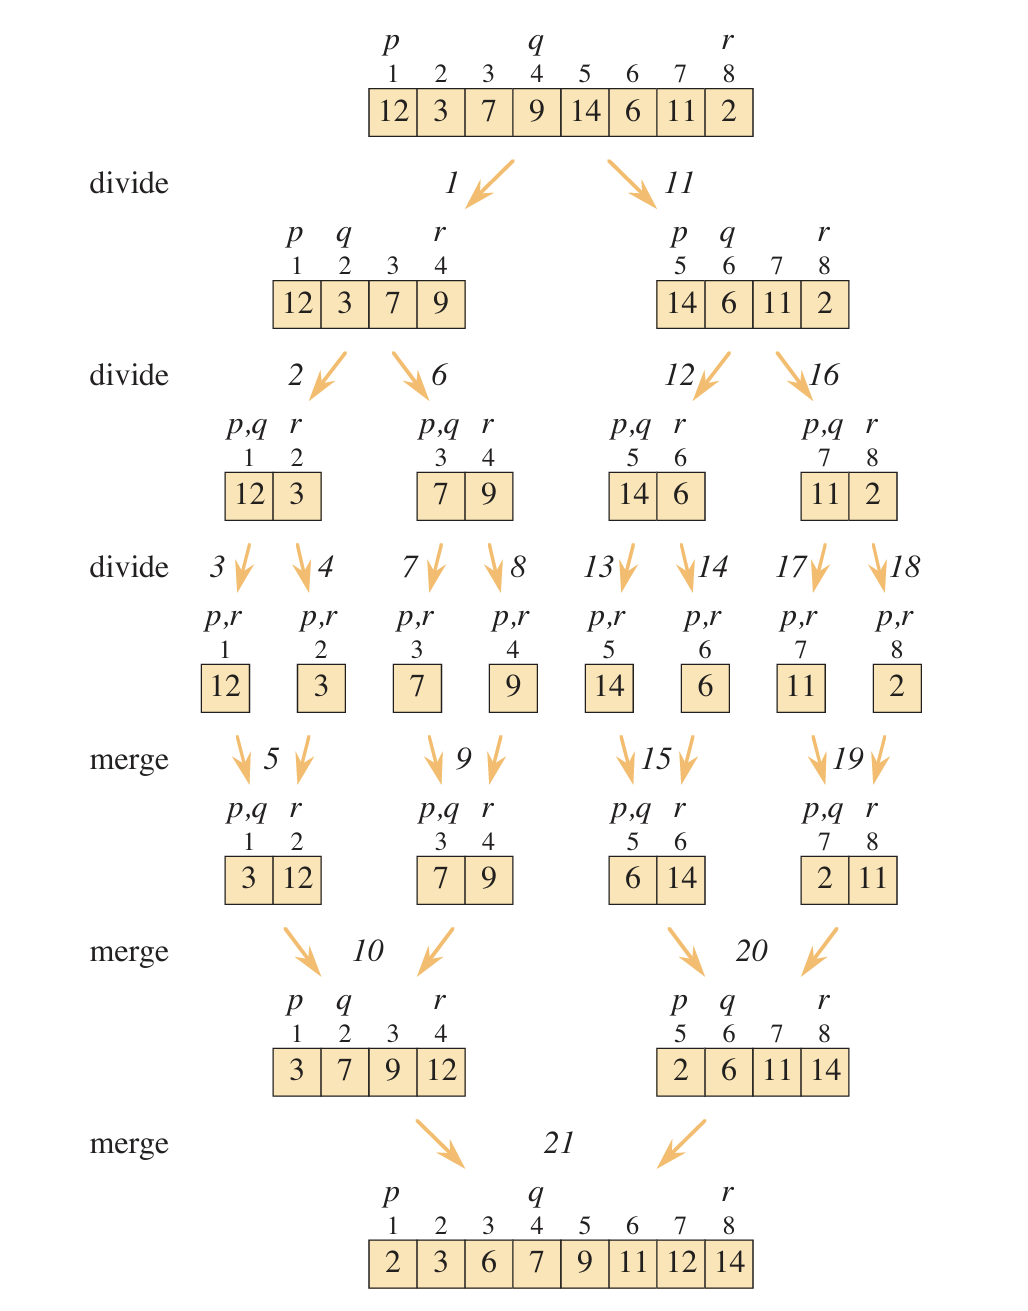 p q r
1 2 3 4 5 6 7 8
12 3 7 9 14 6 11 2
divide 1 11
p q r p q r
1 2 3 4 5 6 7 8
12 3 7 9 14 6 11 2
divide 2 6 12 16
p,q r p,q r p,q r p,q r
1 2 3 4 5 6 7 8
12 3 7 9 14 6 11 2
divide 3 4 7 8 13 14 17 18
p,r p,r p,r p,r p,r p,r p,r p,r
1 2 3 4 5 6 7 8
12 3 7 9 14 6 11 2
merge 5 9 15 19
p,q r p,q r p,q r p,q r
1 2 3 4 5 6 7 8
3 12 7 9 6 14 2 11
merge 10 20
p q r p q r
1 2 3 4 5 6 7 8
3 7 9 12 2 6 11 14
merge 21
p q r
1 2 3 4 5 6 7 8
2 3 6 7 9 11 12 14